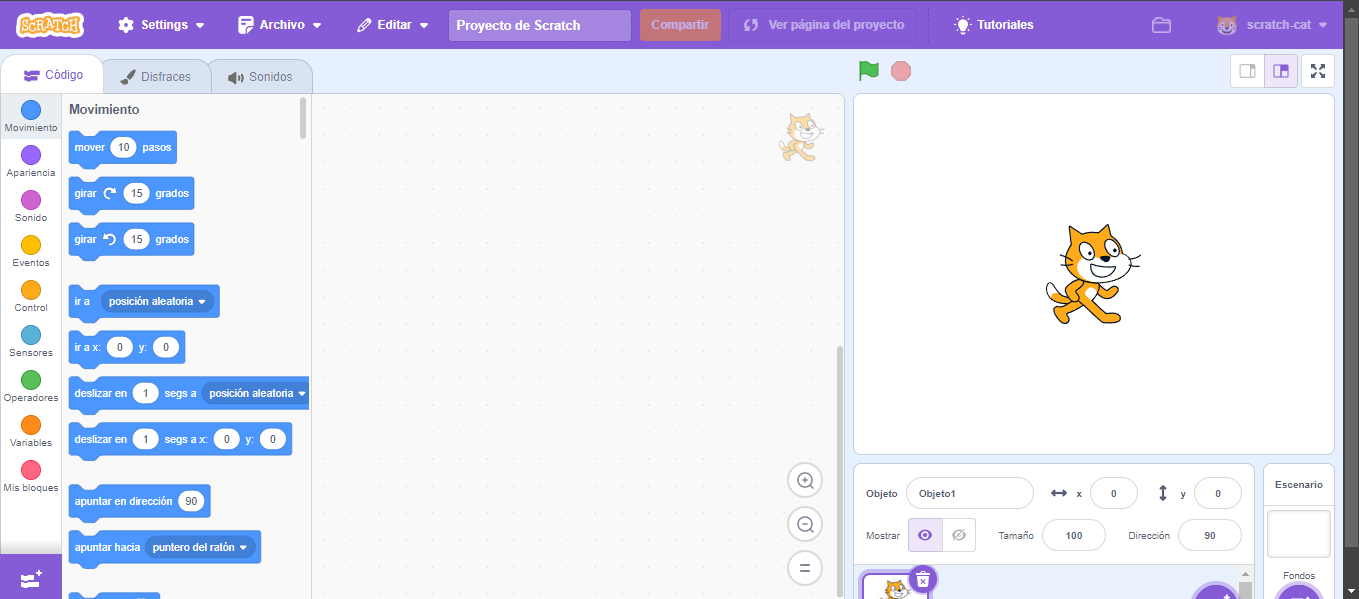 SCRATCH Settings Archivo Editar Proyecto de Scratch Compartir Ver página del proyecto Tutoriales scratch-cat
Código Disfraces Sonidos
Movimiento
Apariencia
Sonido
Eventos
Control
Sensores
Operadores
Variables
Mis bloques
Movimiento
mover 10 pasos
girar 15 grados
girar 15 grados
ir a posición aleatoria
ir a x: 0 y: 0
deslizar en 1 segs a posición aleatoria
deslizar en 1 segs a x: 0 y: 0
apuntar en dirección 90
apuntar hacia puntero del ratón
Objeto Objeto1 x 0 y 0
Mostrar Tamaño 100 Dirección 90
Escenario
Fondos